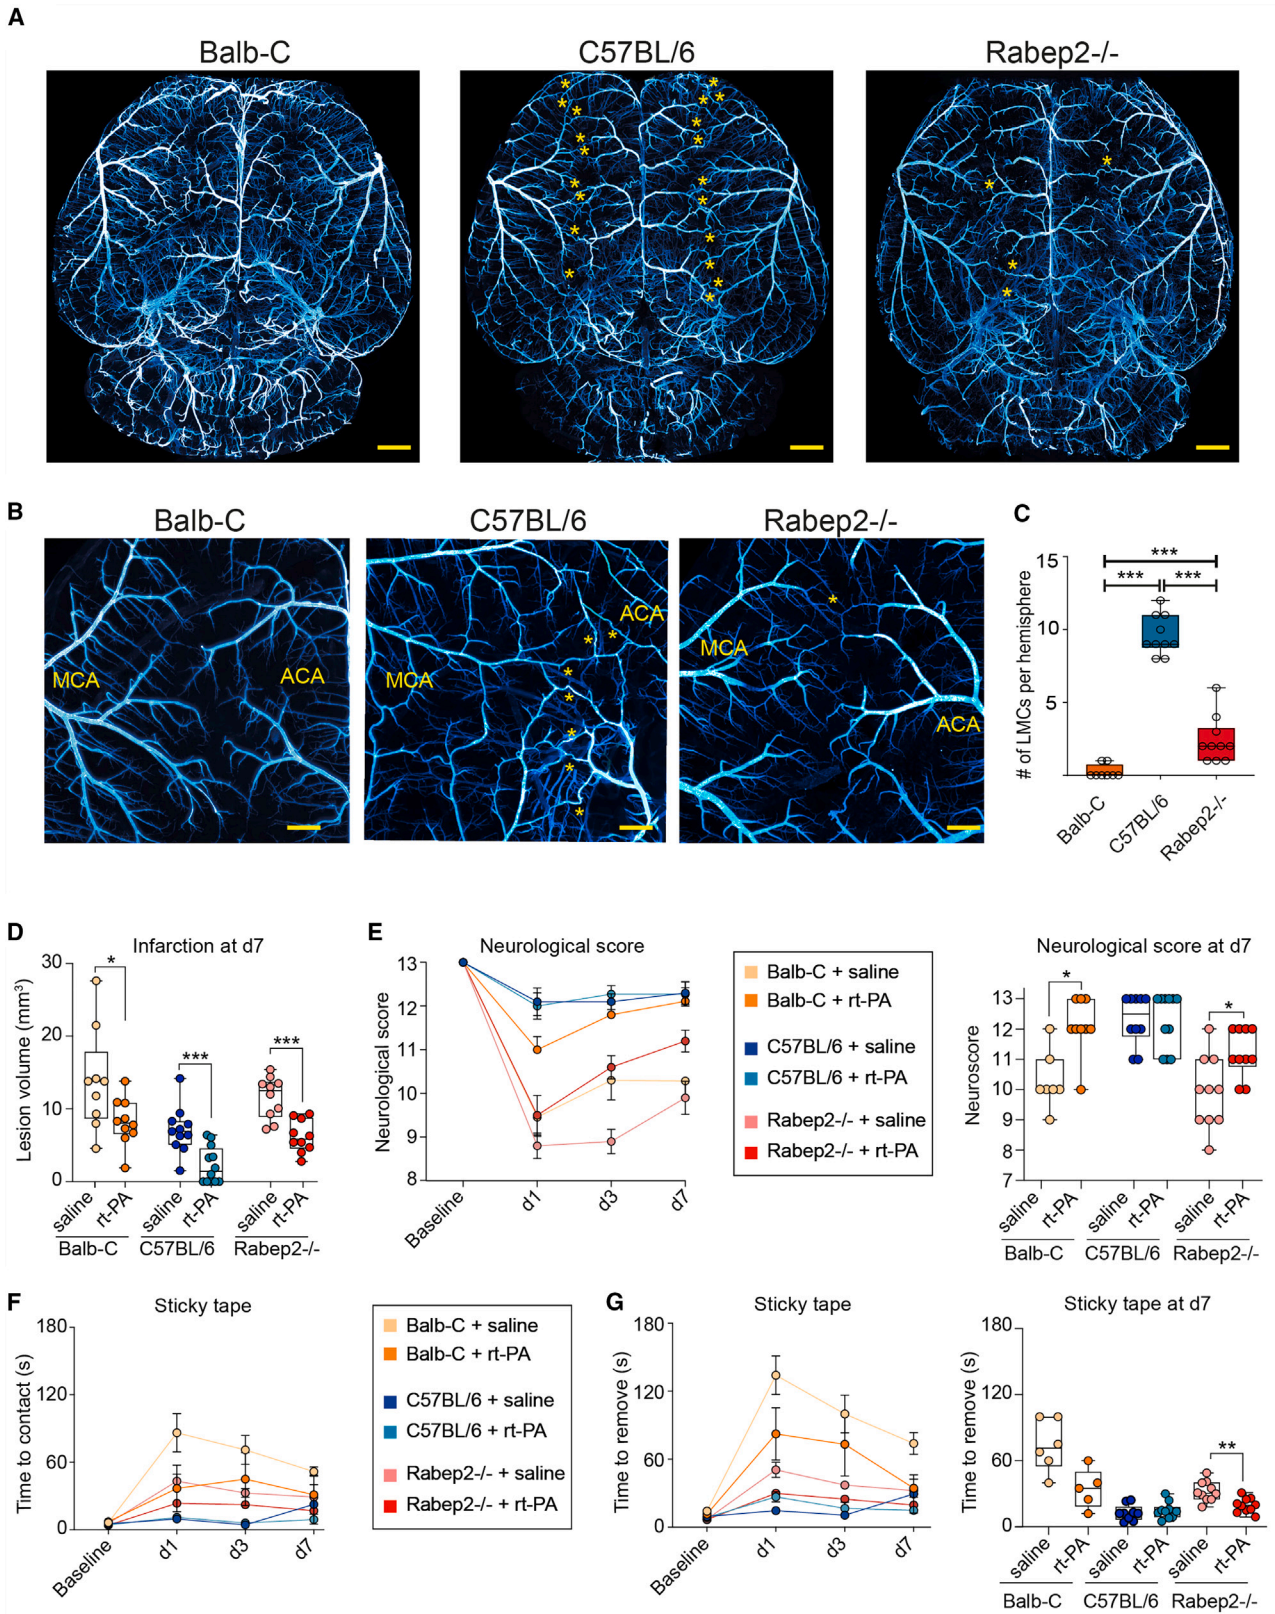 A
Balb-C
C57BL/6
Rabep2-/-
B
Balb-C
C57BL/6
Rabep2-/-
MCA
ACA
MCA
ACA
MCA
ACA
C
# of LMCs per hemisphere
15
10
5
***
***
***
Balb-C
C57BL/6
Rabep2-/-
D
Infarction at d7
Lesion volume (mm³)
30
20
10
0
*
***
***
saline
rt-PA
saline
rt-PA
saline
rt-PA
Balb-C
C57BL/6
Rabep2-/-
E
Neurological score
Neurological score
13
12
11
10
9
8
Baseline
d1
d3
d7
Balb-C + saline
Balb-C + rt-PA
C57BL/6 + saline
C57BL/6 + rt-PA
Rabep2-/- + saline
Rabep2-/- + rt-PA
Neurological score at d7
Neuroscore
13
12
11
10
9
8
7
*
*
saline
rt-PA
saline
rt-PA
saline
rt-PA
Balb-C
C57BL/6
Rabep2-/-
F
Sticky tape
Time to contact (s)
180
120
60
0
Baseline
d1
d3
d7
Balb-C + saline
Balb-C + rt-PA
C57BL/6 + saline
C57BL/6 + rt-PA
Rabep2-/- + saline
Rabep2-/- + rt-PA
G
Sticky tape
Time to remove (s)
180
120
60
0
Baseline
d1
d3
d7
Sticky tape at d7
Time to remove (s)
180
120
60
0
**
saline
rt-PA
saline
rt-PA
saline
rt-PA
Balb-C
C57BL/6
Rabep2-/-